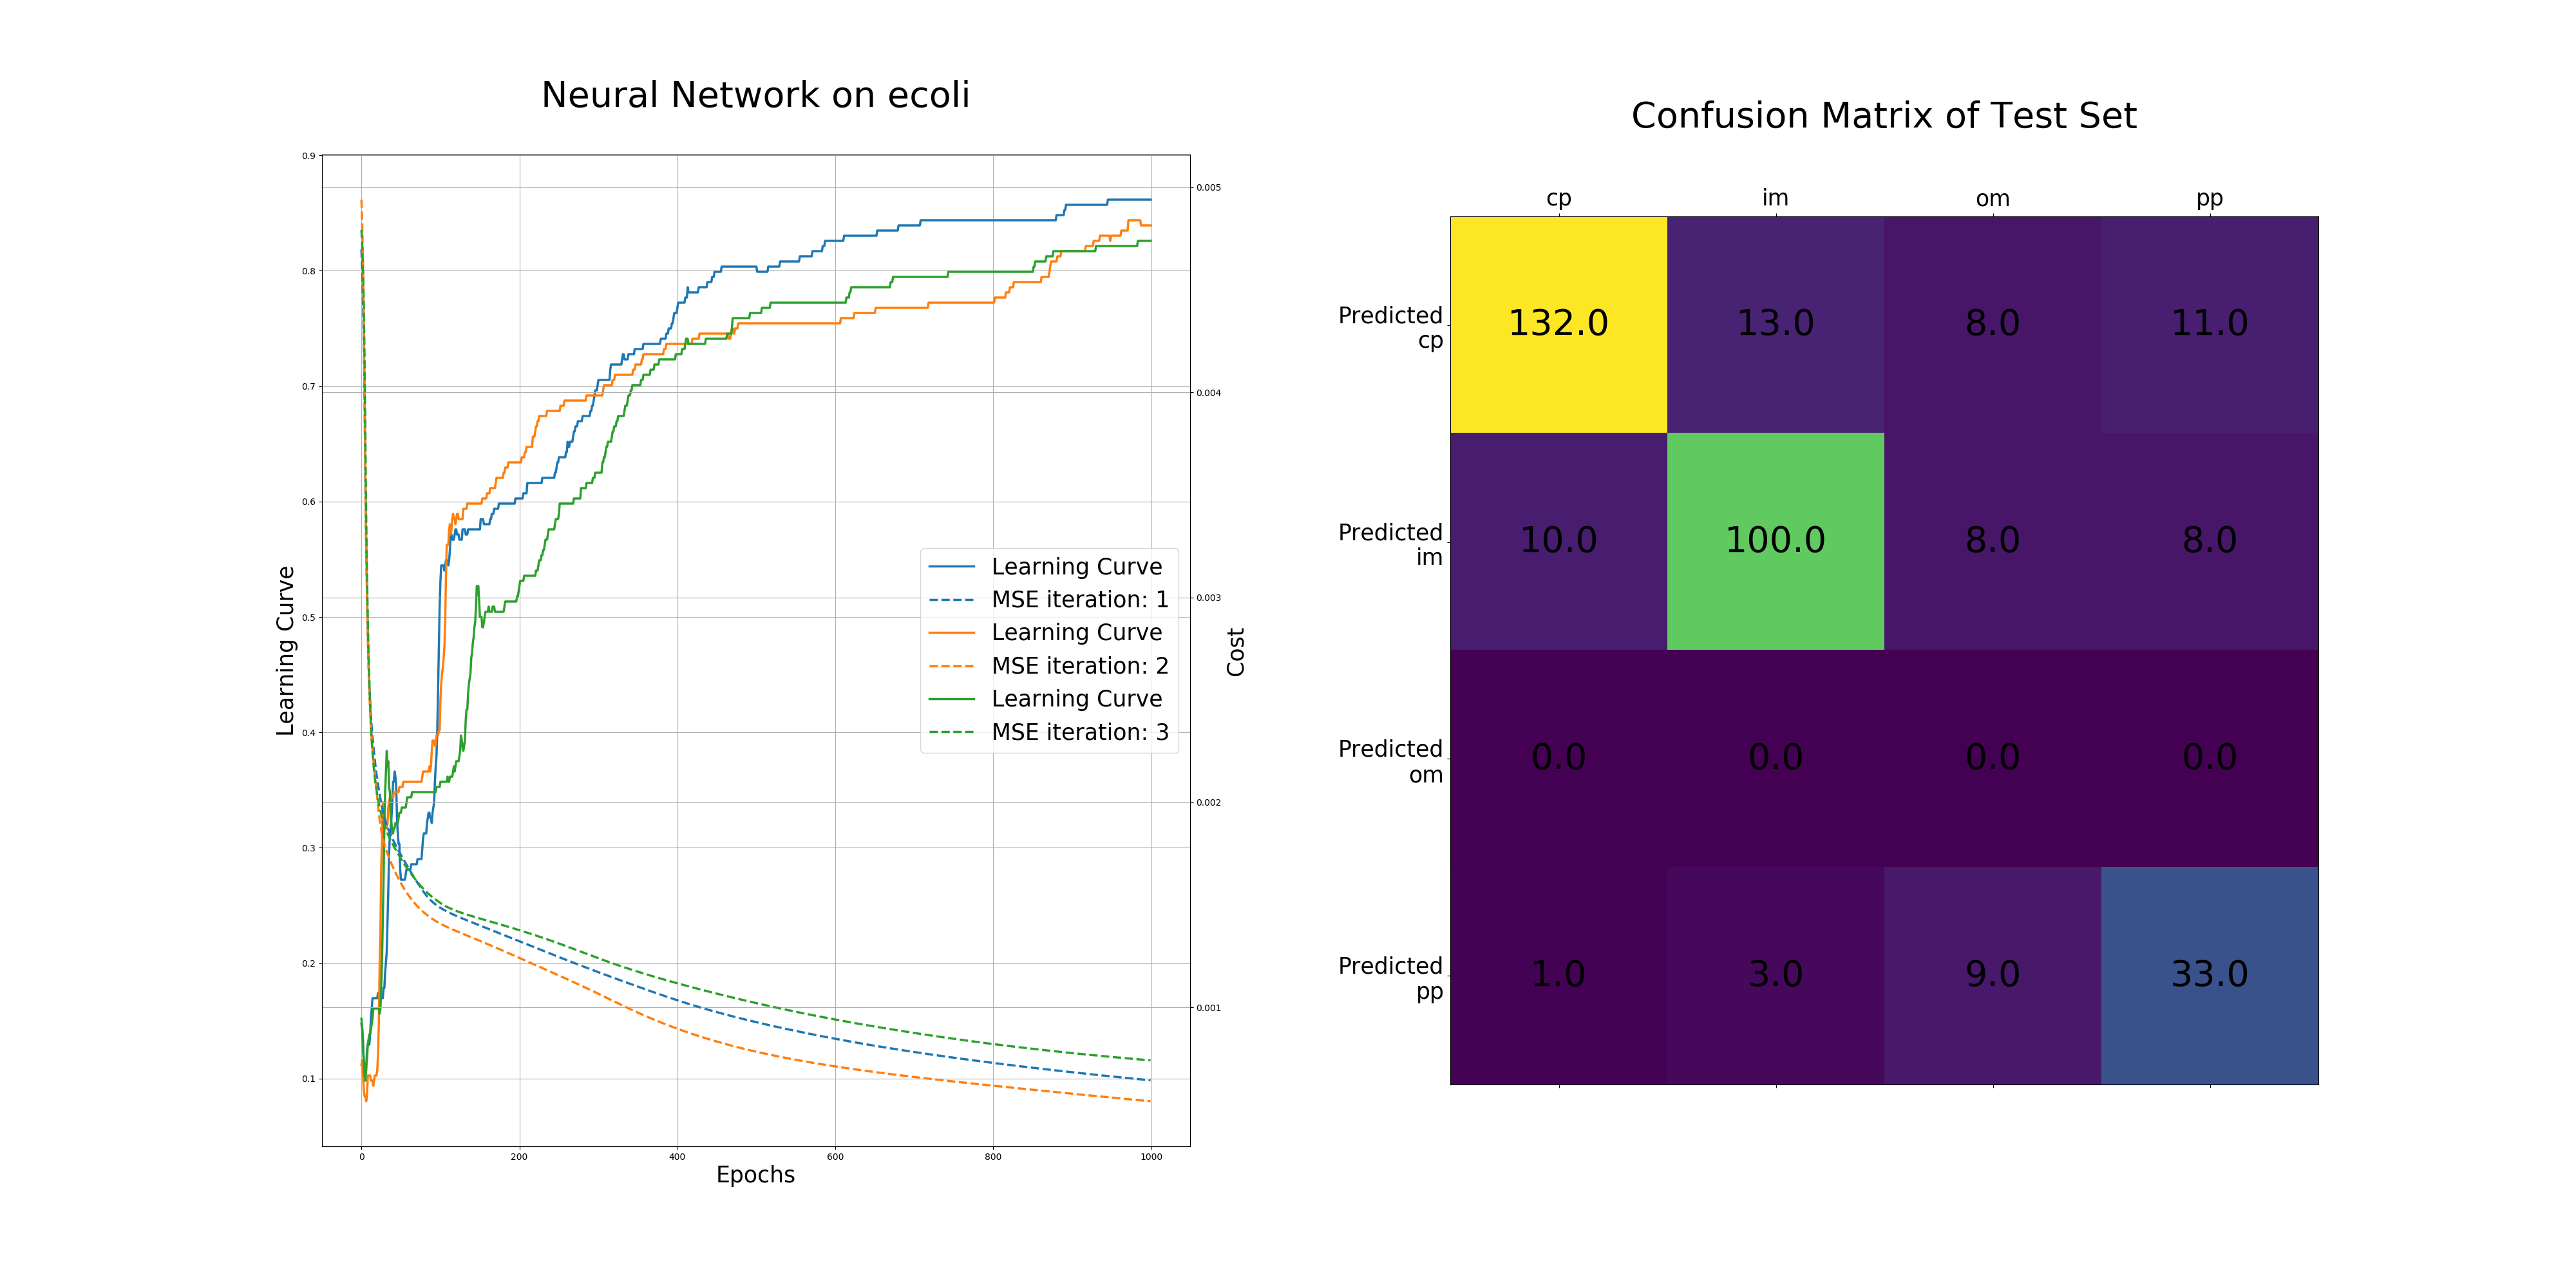 Neural Network on ecoli
0.9
0.8
0.7
0.6
0.5
0.4
0.3
0.2
0.1
Learning Curve
0
200
400
600
800
1000
Epochs
0.005
0.004
0.003
0.002
0.001
Cost
Learning Curve
MSE iteration: 1
Learning Curve
MSE iteration: 2
Learning Curve
MSE iteration: 3
Confusion Matrix of Test Set
cp im om pp
Predicted
cp
132.0 13.0 8.0 11.0
Predicted
im
10.0 100.0 8.0 8.0
Predicted
om
0.0 0.0 0.0 0.0
Predicted
pp
1.0 3.0 9.0 33.0